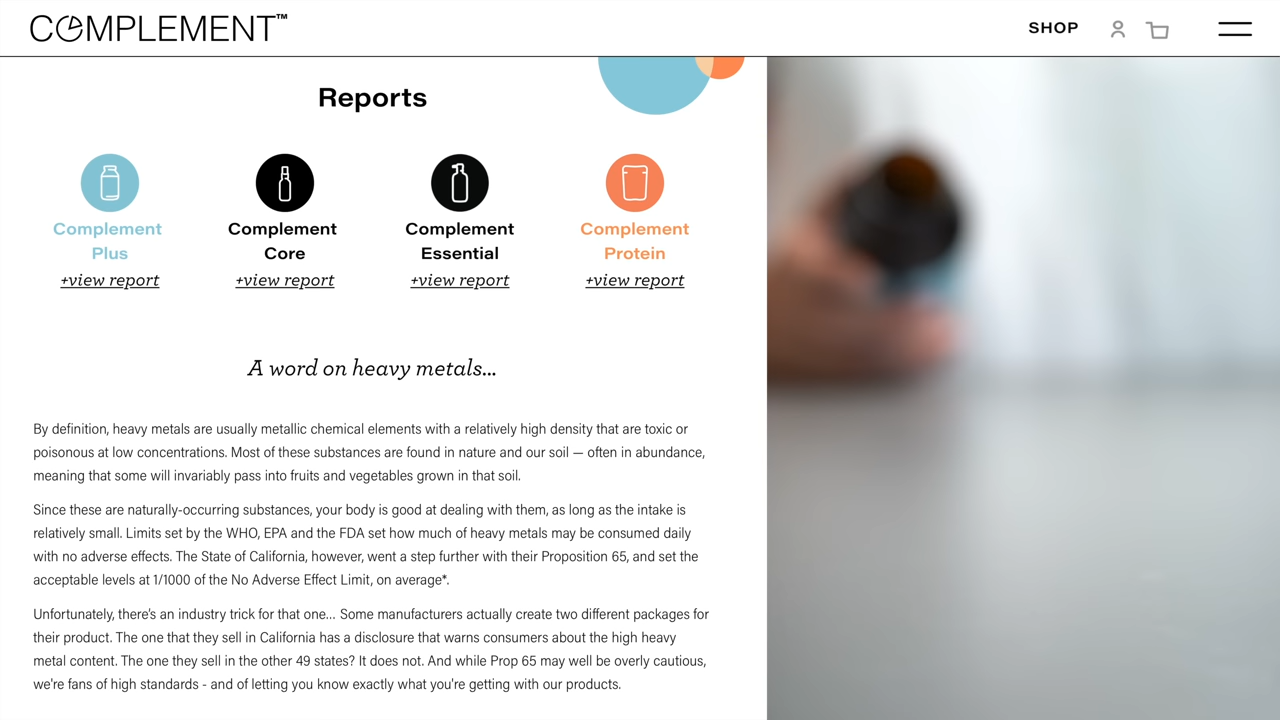 COMPLEMENT™
SHOP
Reports
Complement
Plus
+view report
Complement
Core
+view report
Complement
Essential
+view report
Complement
Protein
+view report
A word on heavy metals...
By definition, heavy metals are usually metallic chemical elements with a relatively high density that are toxic or
poisonous at low concentrations. Most of these substances are found in nature and our soil — often in abundance,
meaning that some will invariably pass into fruits and vegetables grown in that soil.
Since these are naturally-occurring substances, your body is good at dealing with them, as long as the intake is
relatively small. Limits set by the WHO, EPA and the FDA set how much of heavy metals may be consumed daily
with no adverse effects. The State of California, however, went a step further with their Proposition 65, and set the
acceptable levels at 1/1000 of the No Adverse Effect Limit, on average*.
Unfortunately, there's an industry trick for that one... Some manufacturers actually create two different packages for
their product. The one that they sell in California has a disclosure that warns consumers about the high heavy
metal content. The one they sell in the other 49 states? It does not. And while Prop 65 may well be overly cautious,
we're fans of high standards - and of letting you know exactly what you're getting with our products.